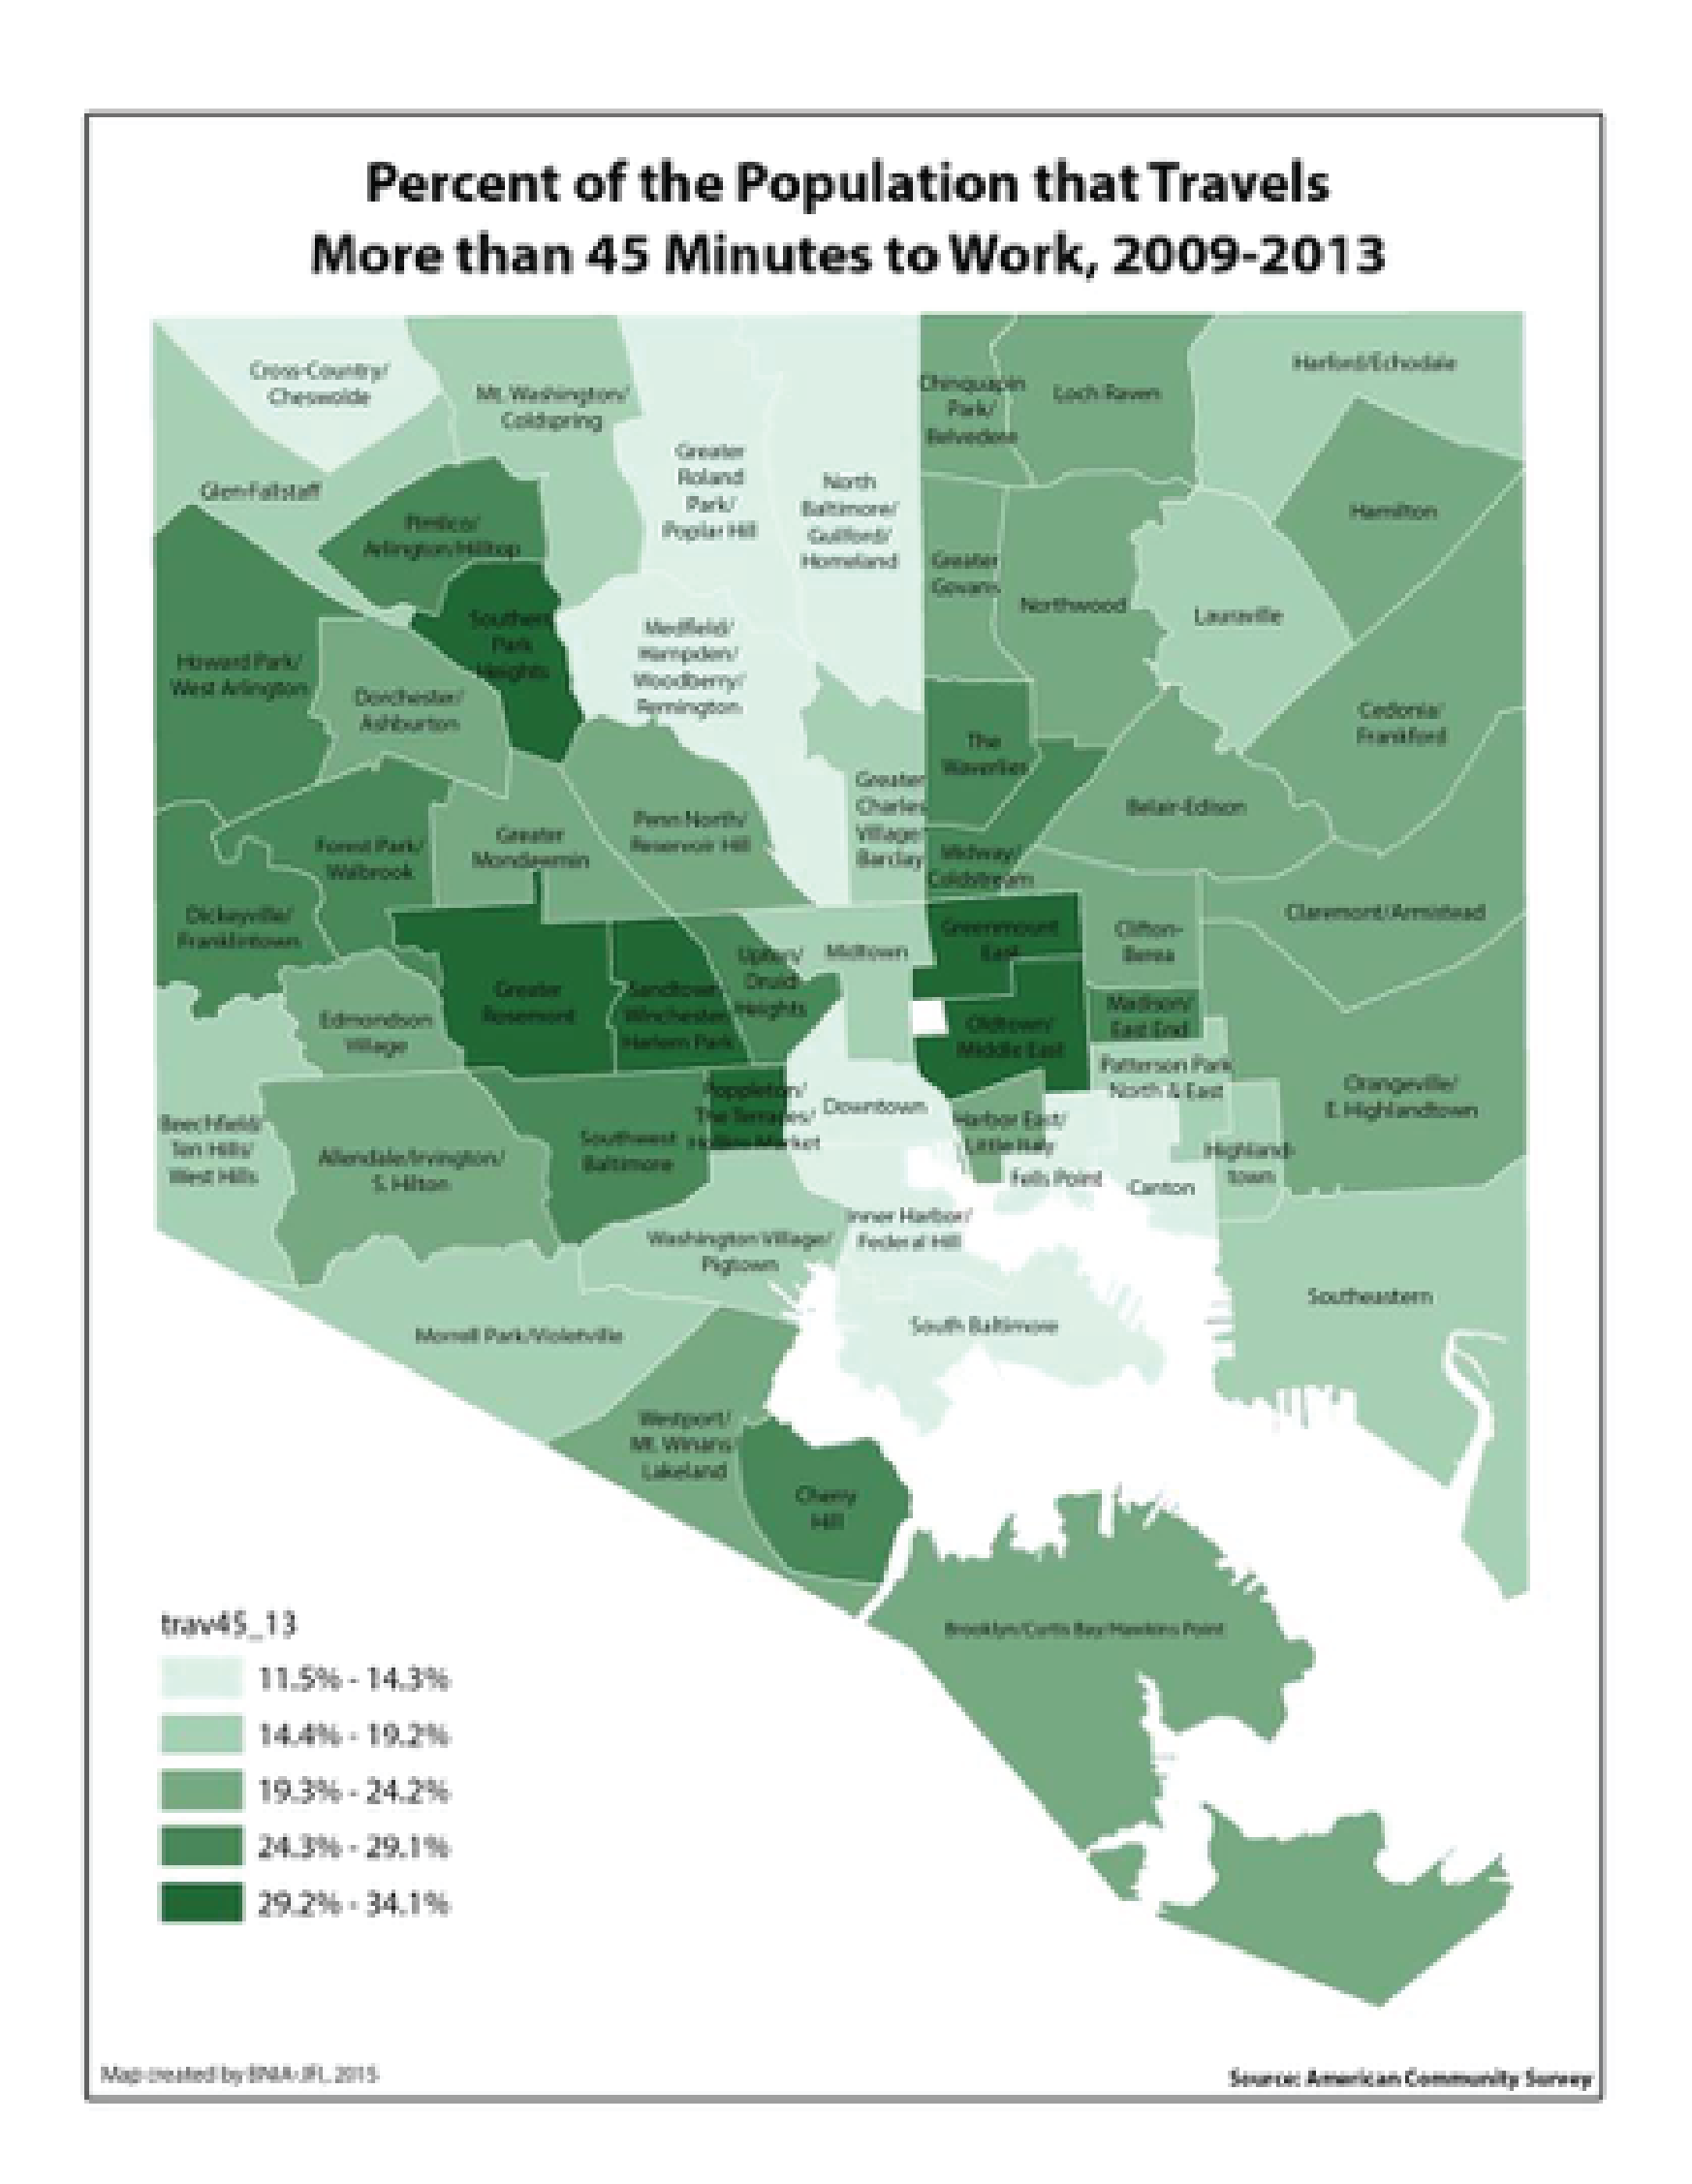 Percent of the Population that Travels
More than 45 Minutes to Work, 2009-2013
Cross-Country/
Cheswolde
Mt. Washington/
Coldspring
Greater
Roland
Park/
Poplar Hill
North
Baltimore/
Guilford/
Homeland
Chinquapin
Park/
Belvedere
Loch Raven
Harford/Echodale
Glen-Fallstaff
Pimlico/
Arlington/Hilltop
Hamilton
Greater
Govans
Northwood
Lauraville
Southern
Park
Heights
Medfield/
Hampden/
Woodberry/
Remington
Howard Park/
West Arlington
Dorchester/
Ashburton
Cedonia/
Frankford
The
Waverlies
Greater
Charles
Village/
Barclay
Belair-Edison
Penn North/
Reservoir Hill
Greater
Mondawmin
Forest Park/
Walbrook
Midway/
Coldstream
Dickeyville/
Franklintown
Claremont/Armistead
Greenmount
East
Clifton-
Berea
Midtown
Upton/
Druid
Heights
Greater
Rosemont
Sandtown
Winchester
Harlem Park
Edmondson
Village
Oldtown/
Middle East
Madison/
East End
Patterson Park
North & East
Orangeville/
E. Highlandtown
Poppleton/
The Terraces/
Hollins Market
Downtown
Harbor East/
Little Italy
Beechfield/
Ten Hills/
West Hills
Allendale/Irvington/
S. Hilton
Southwest
Baltimore
Highland-
town
Fells Point
Canton
Inner Harbor/
Federal Hill
Washington Village/
Pigtown
Southeastern
Morrell Park/Violetville
South Baltimore
Westport/
Mt. Winans/
Lakeland
Cherry
Hill
Brooklyn/Curtis Bay/Hawkins Point
trav45_13
11.5% - 14.3%
14.4% - 19.2%
19.3% - 24.2%
24.3% - 29.1%
29.2% - 34.1%
Map created by BNIA-JFI, 2015
Source: American Community Survey